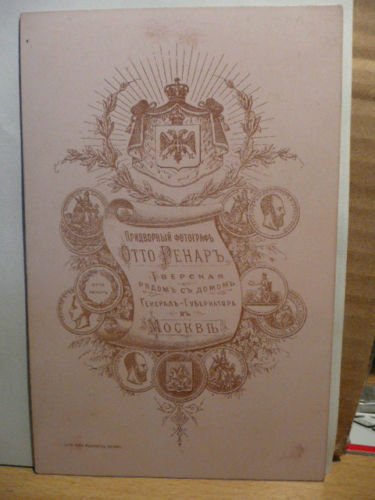 Придворный фотографъ
Отто Ренаръ.
Тверская
рядомъ съ домомъ
Генералъ-Губернатора
въ
Москвѣ